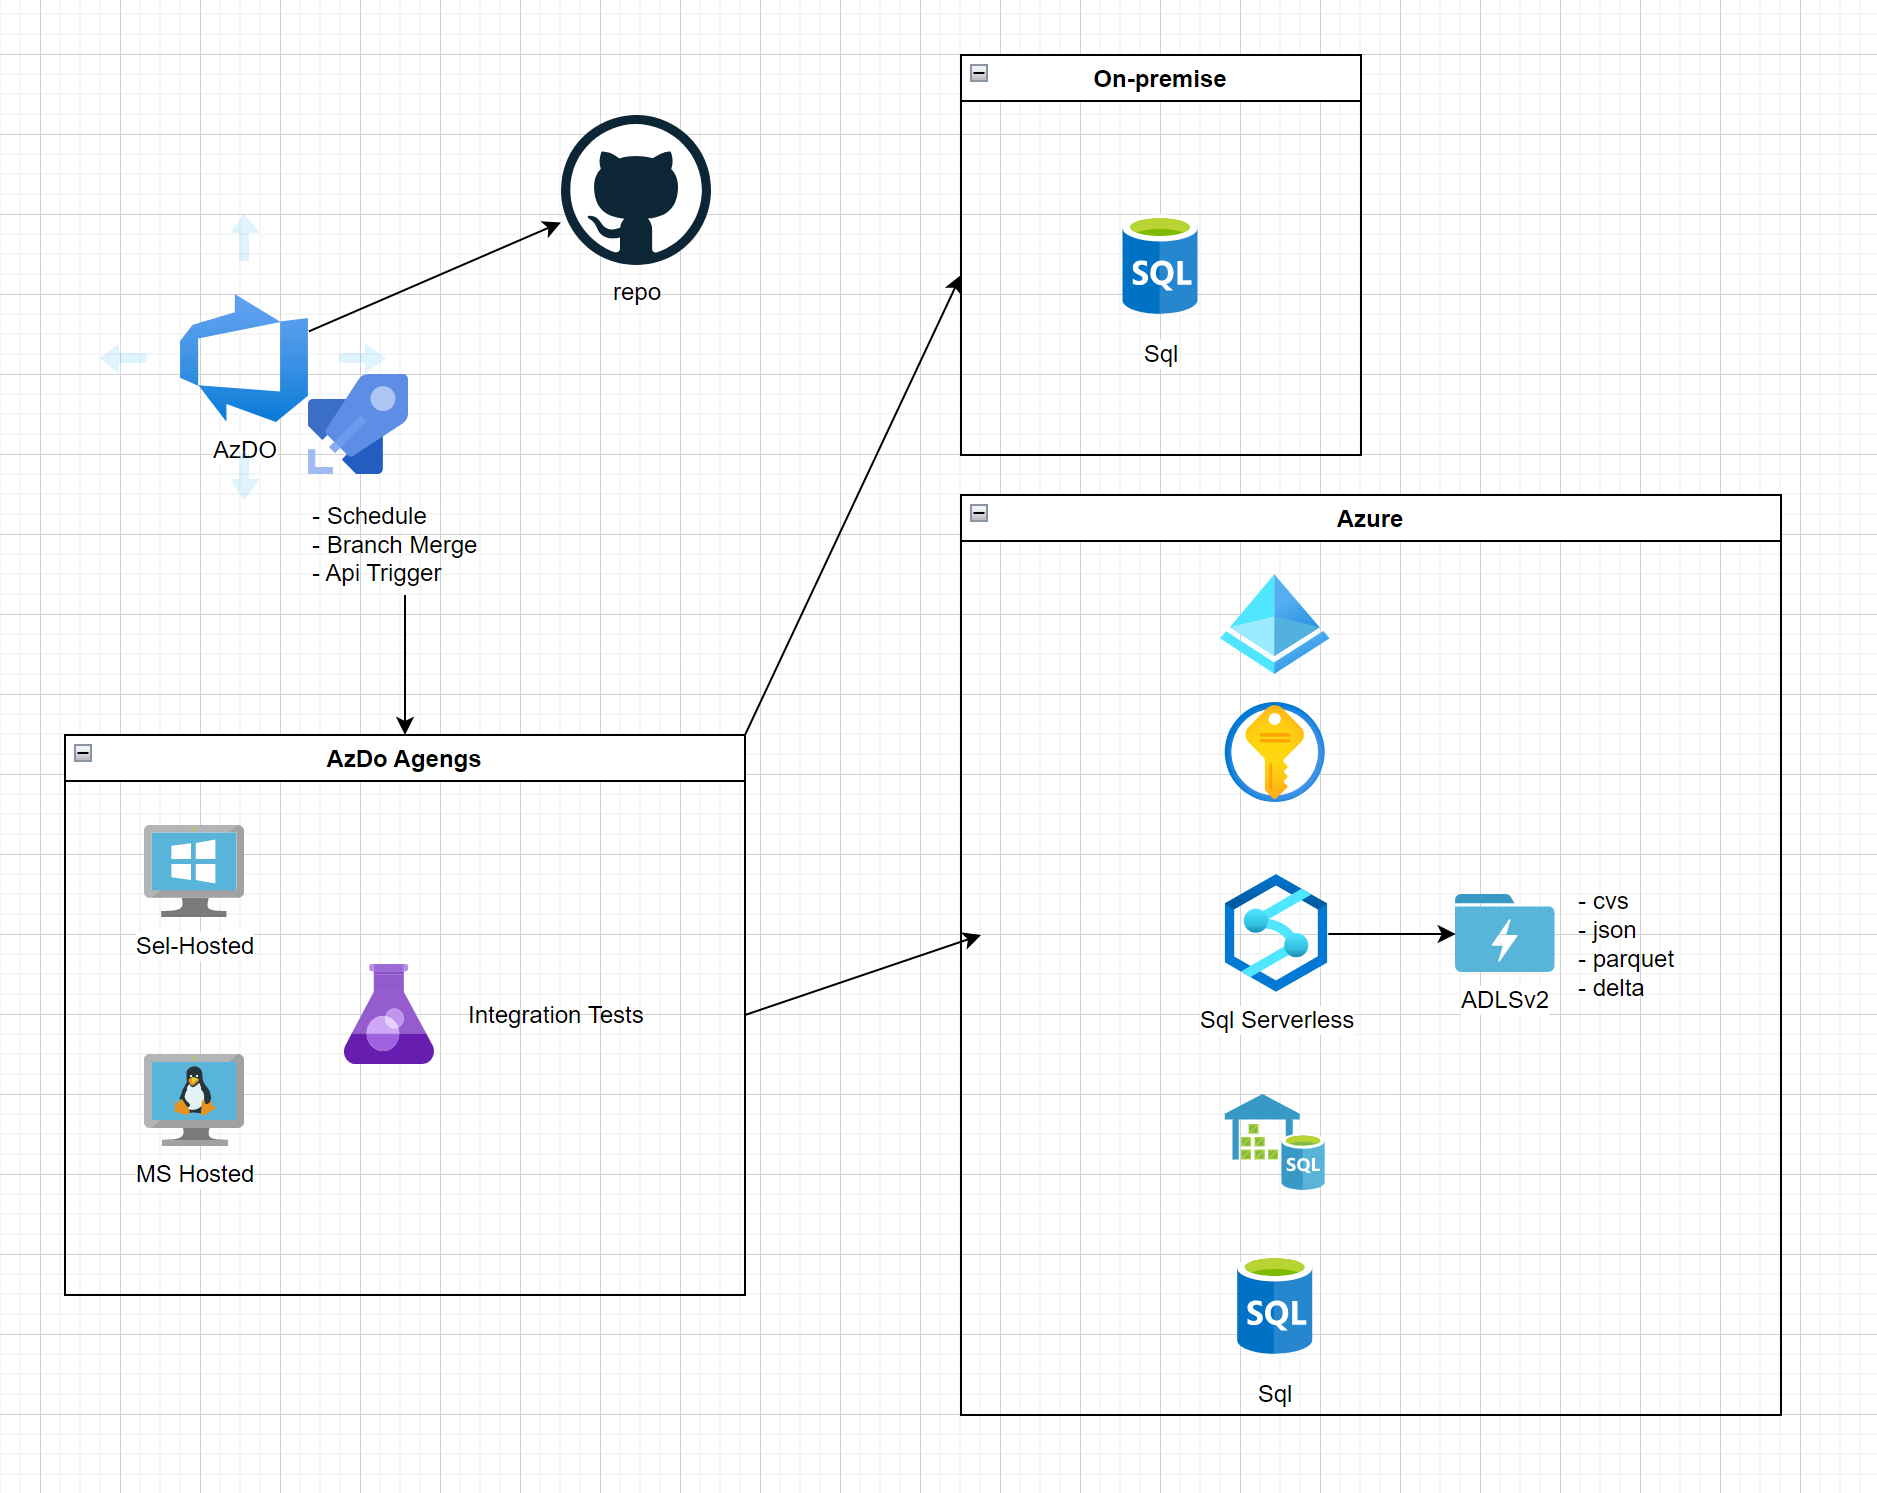 On-premise
SQL
Sql
repo
AzDO
- Schedule
- Branch Merge
- Api Trigger
Azure
AzDo Agengs
Sel-Hosted
Integration Tests
MS Hosted
Sql Serverless
ADLSv2
- cvs
- json
- parquet
- delta
SQL
SQL
Sql